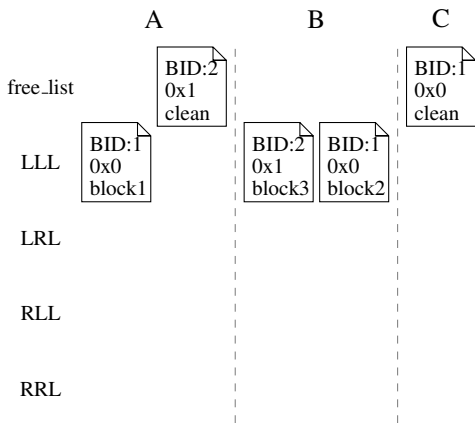 A B C
free_list
BID:2
0x1
clean
BID:1
0x0
clean
LLL
BID:1
0x0
block1
BID:2
0x1
block3
BID:1
0x0
block2
LRL
RLL
RRL